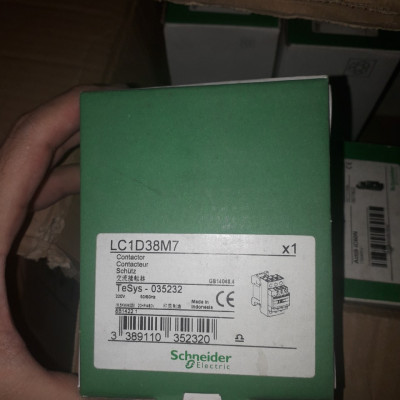 LC1D38M7 x1
Contactor
Contacteur
Schütz
交流接触器 GB14048.4
TeSys - 035232
220V 50/60Hz
Made in
Indonesia
CE
3 389110 352320
Schneider
Electric